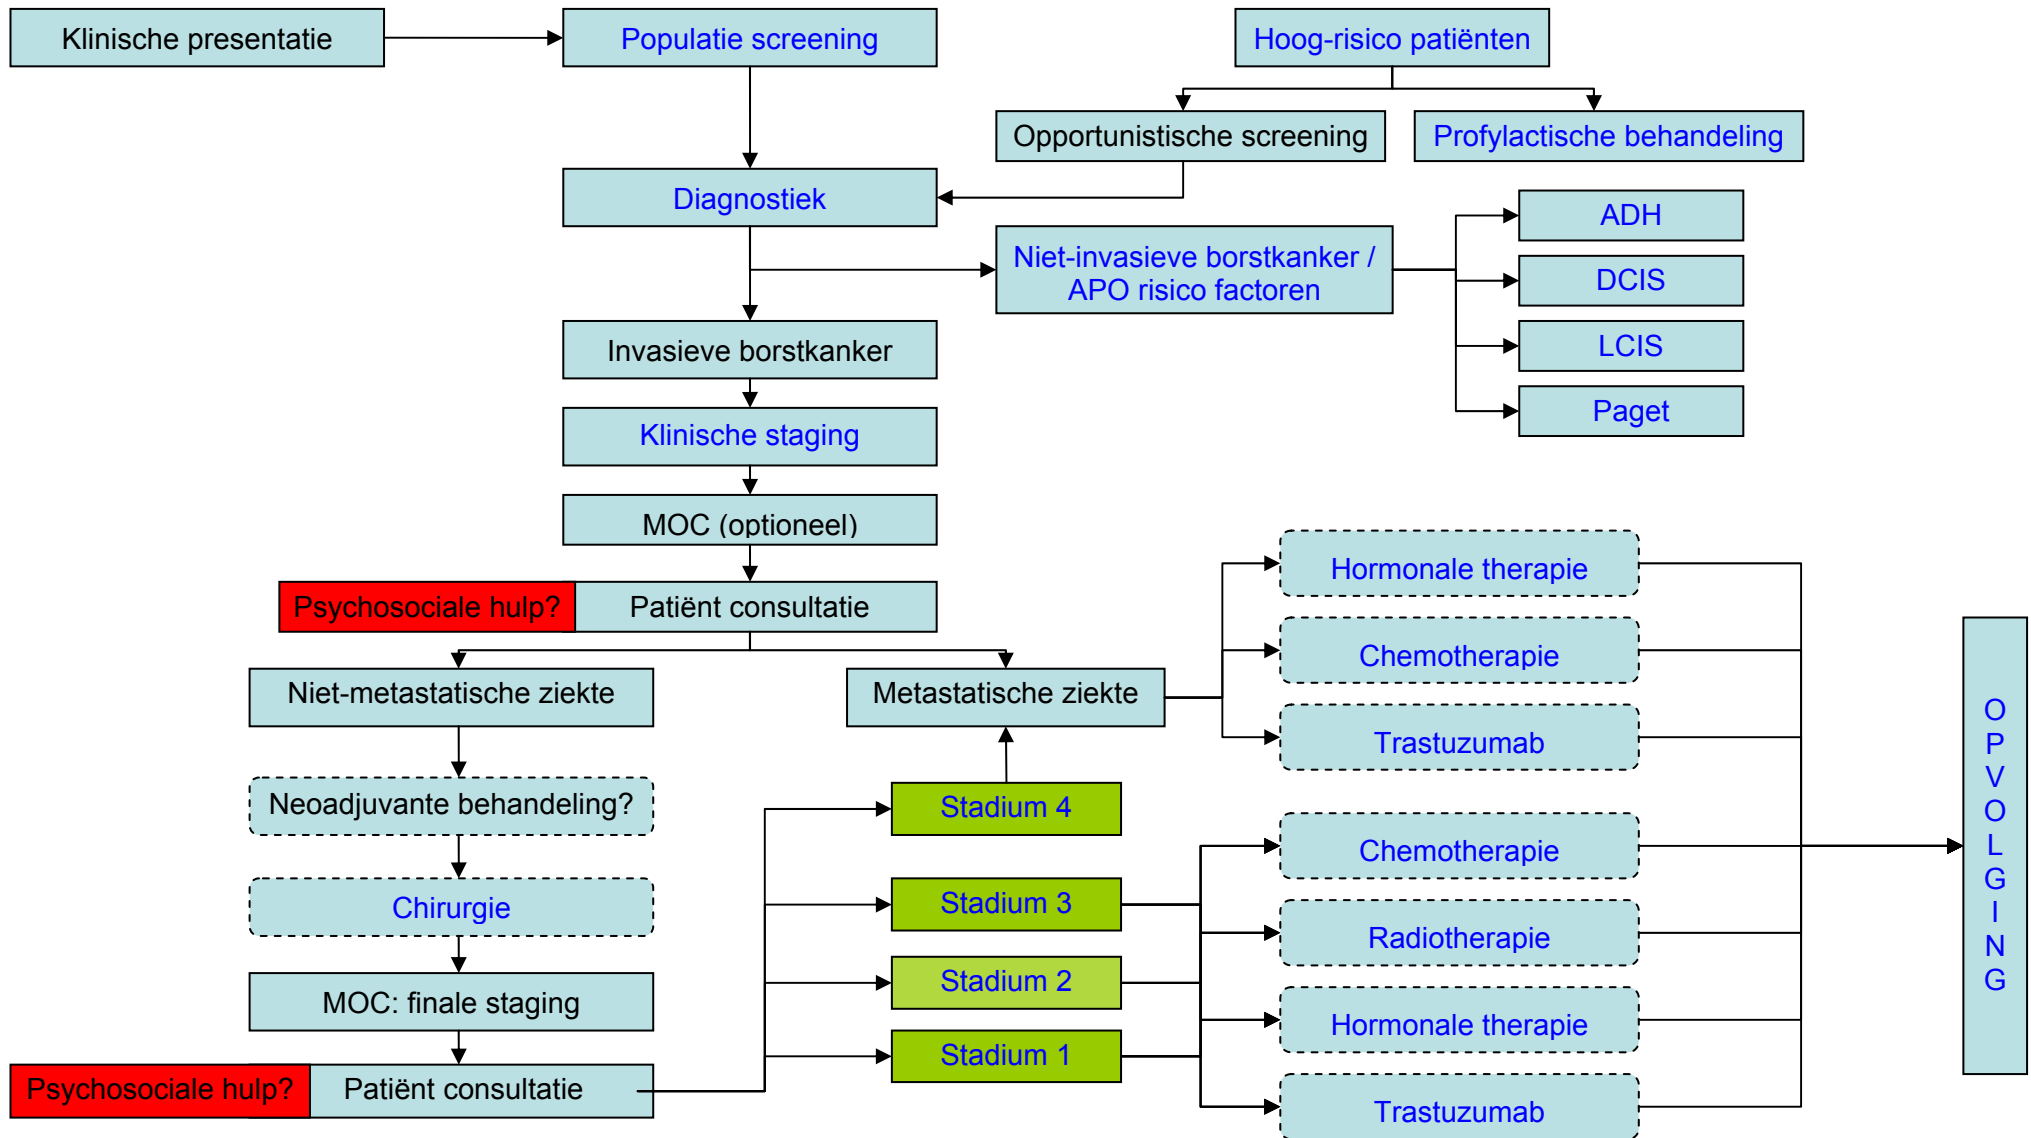 Klinische presentatie
Populatie screening
Hoog-risico patiënten
Opportunistische screening
Profylactische behandeling
Diagnostiek
Niet-invasieve borstkanker /
APO risico factoren
ADH
DCIS
LCIS
Paget
Invasieve borstkanker
Klinische staging
MOC (optioneel)
Psychosociale hulp?
Patiënt consultatie
Niet-metastatische ziekte
Metastatische ziekte
Hormonale therapie
Chemotherapie
Trastuzumab
Neoadjuvante behandeling?
Chirurgie
MOC: finale staging
Psychosociale hulp?
Patiënt consultatie
Stadium 4
Stadium 3
Stadium 2
Stadium 1
Chemotherapie
Radiotherapie
Hormonale therapie
Trastuzumab
O
P
V
O
L
G
I
N
G